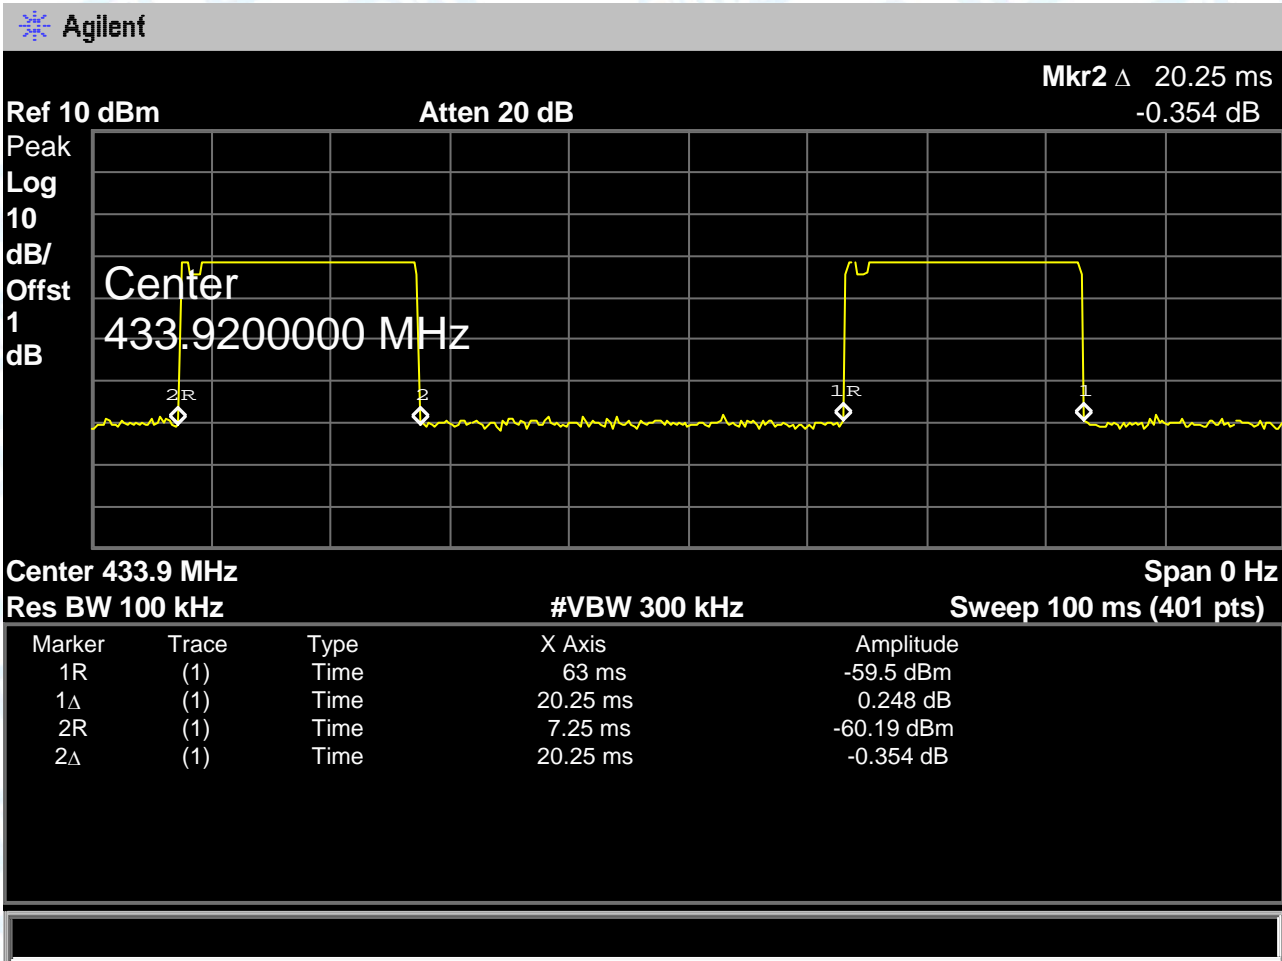 Agilent
Mkr2 Δ 20.25 ms
Ref 10 dBm Atten 20 dB -0.354 dB
Peak
Log
10
dB/
Offst
1
dB
Center
433.9200000 MHz
2R 2 1R 1
Center 433.9 MHz Span 0 Hz
Res BW 100 kHz #VBW 300 kHz Sweep 100 ms (401 pts)
Marker Trace Type X Axis Amplitude
1R (1) Time 63 ms -59.5 dBm
1Δ (1) Time 20.25 ms 0.248 dB
2R (1) Time 7.25 ms -60.19 dBm
2Δ (1) Time 20.25 ms -0.354 dB